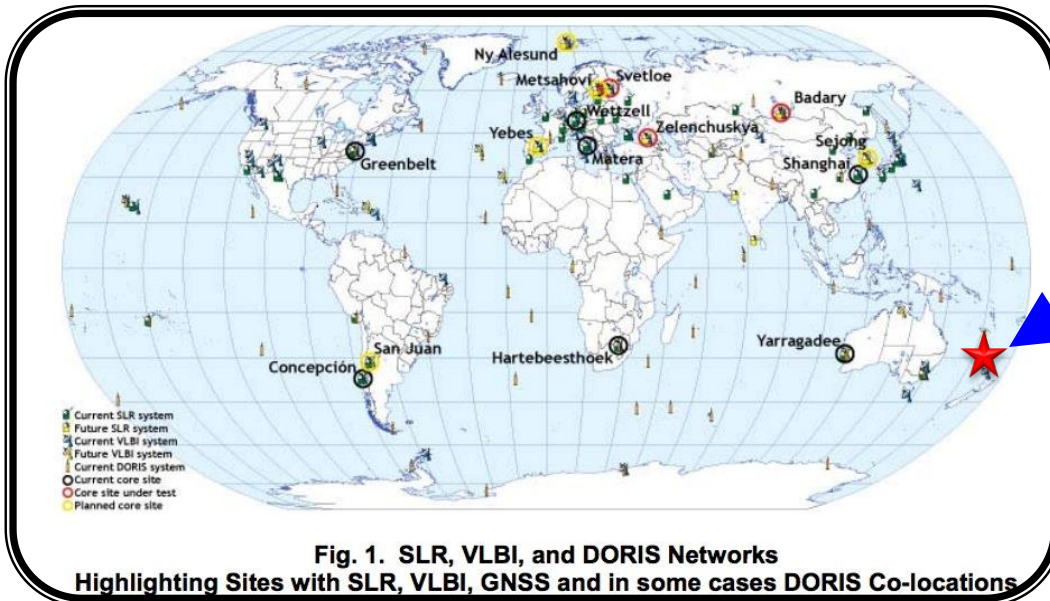 Ny Alesund
Metsahovi
Svetloe
Badary
Wettzell
Zelenchuskya
Yebes
Sejong
Greenbelt
Matera
Shanghai
San Juan
Concepción
Hartebeesthoek
Yarragadee
Current SLR system
Future SLR system
Current VLBI system
Future VLBI system
Current DORIS system
Current core site
Core site under test
Planned core site
Fig. 1. SLR, VLBI, and DORIS Networks
Highlighting Sites with SLR, VLBI, GNSS and in some cases DORIS Co-locations